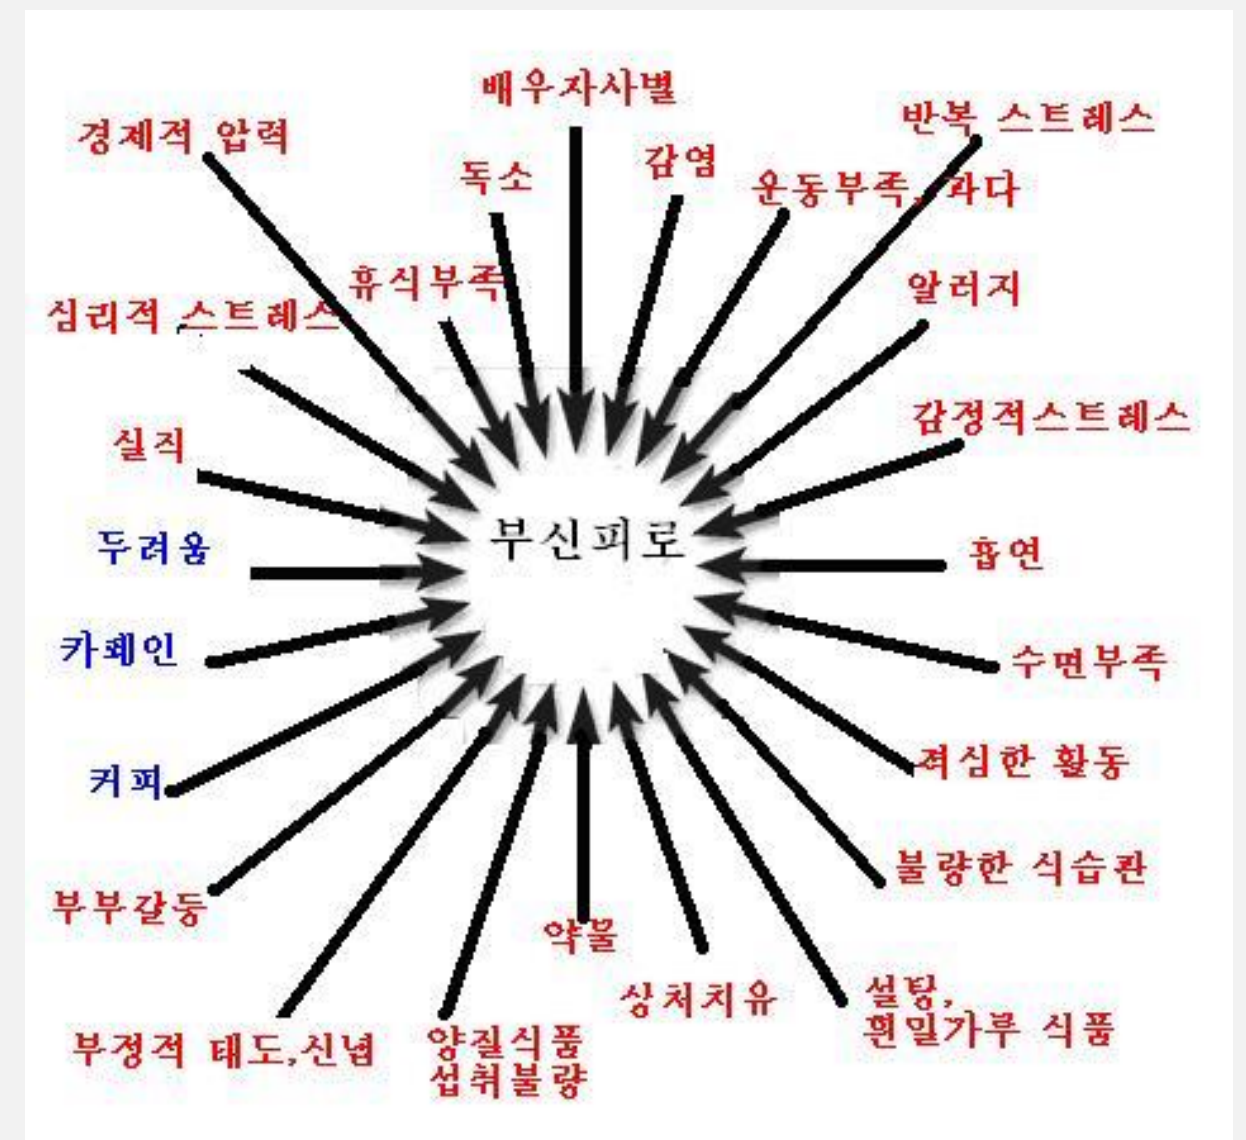 배우자사별
경제적 압력
반복 스트레스
독소
감염
운동부족, 과다
휴식부족
알러지
심리적 스트레스
감정적스트레스
실직
부신피로
두려움
흡연
카페인
수면부족
격심한 활동
커피
불량한 식습관
부부갈등
약물
상처치유
설탕,
흰밀가루 식품
부정적 태도,신념
양질식품
섭취불량